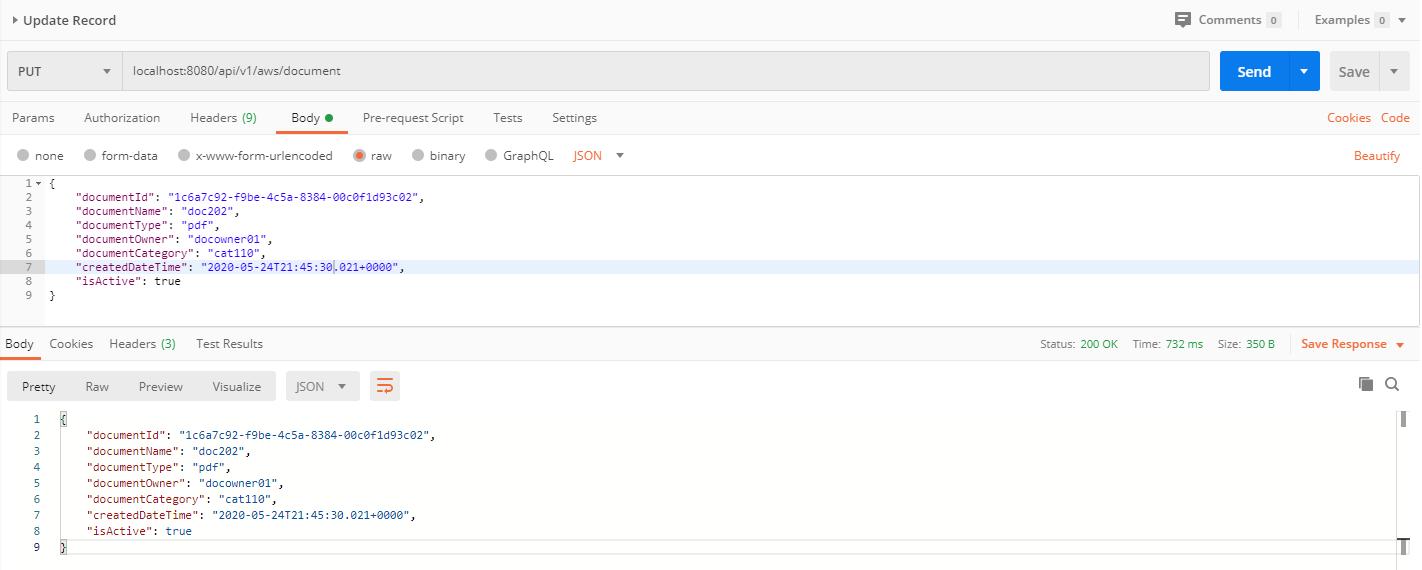 Update Record Comments 0 Examples 0
PUT localhost:8080/api/v1/aws/document Send Save
Params Authorization Headers (9) Body Pre-request Script Tests Settings Cookies Code
none form-data x-www-form-urlencoded raw binary GraphQL JSON Beautify
1 {
2 "documentId": "1c6a7c92-f9be-4c5a-8384-00c0f1d93c02",
3 "documentName": "doc202",
4 "documentType": "pdf",
5 "documentOwner": "docowner01",
6 "documentCategory": "cat110",
7 "createdDateTime": "2020-05-24T21:45:30.021+0000",
8 "isActive": true
9 }
Body Cookies Headers (3) Test Results Status: 200 OK Time: 732 ms Size: 350 B Save Response
Pretty Raw Preview Visualize JSON
1 {
2 "documentId": "1c6a7c92-f9be-4c5a-8384-00c0f1d93c02",
3 "documentName": "doc202",
4 "documentType": "pdf",
5 "documentOwner": "docowner01",
6 "documentCategory": "cat110",
7 "createdDateTime": "2020-05-24T21:45:30.021+0000",
8 "isActive": true
9 }